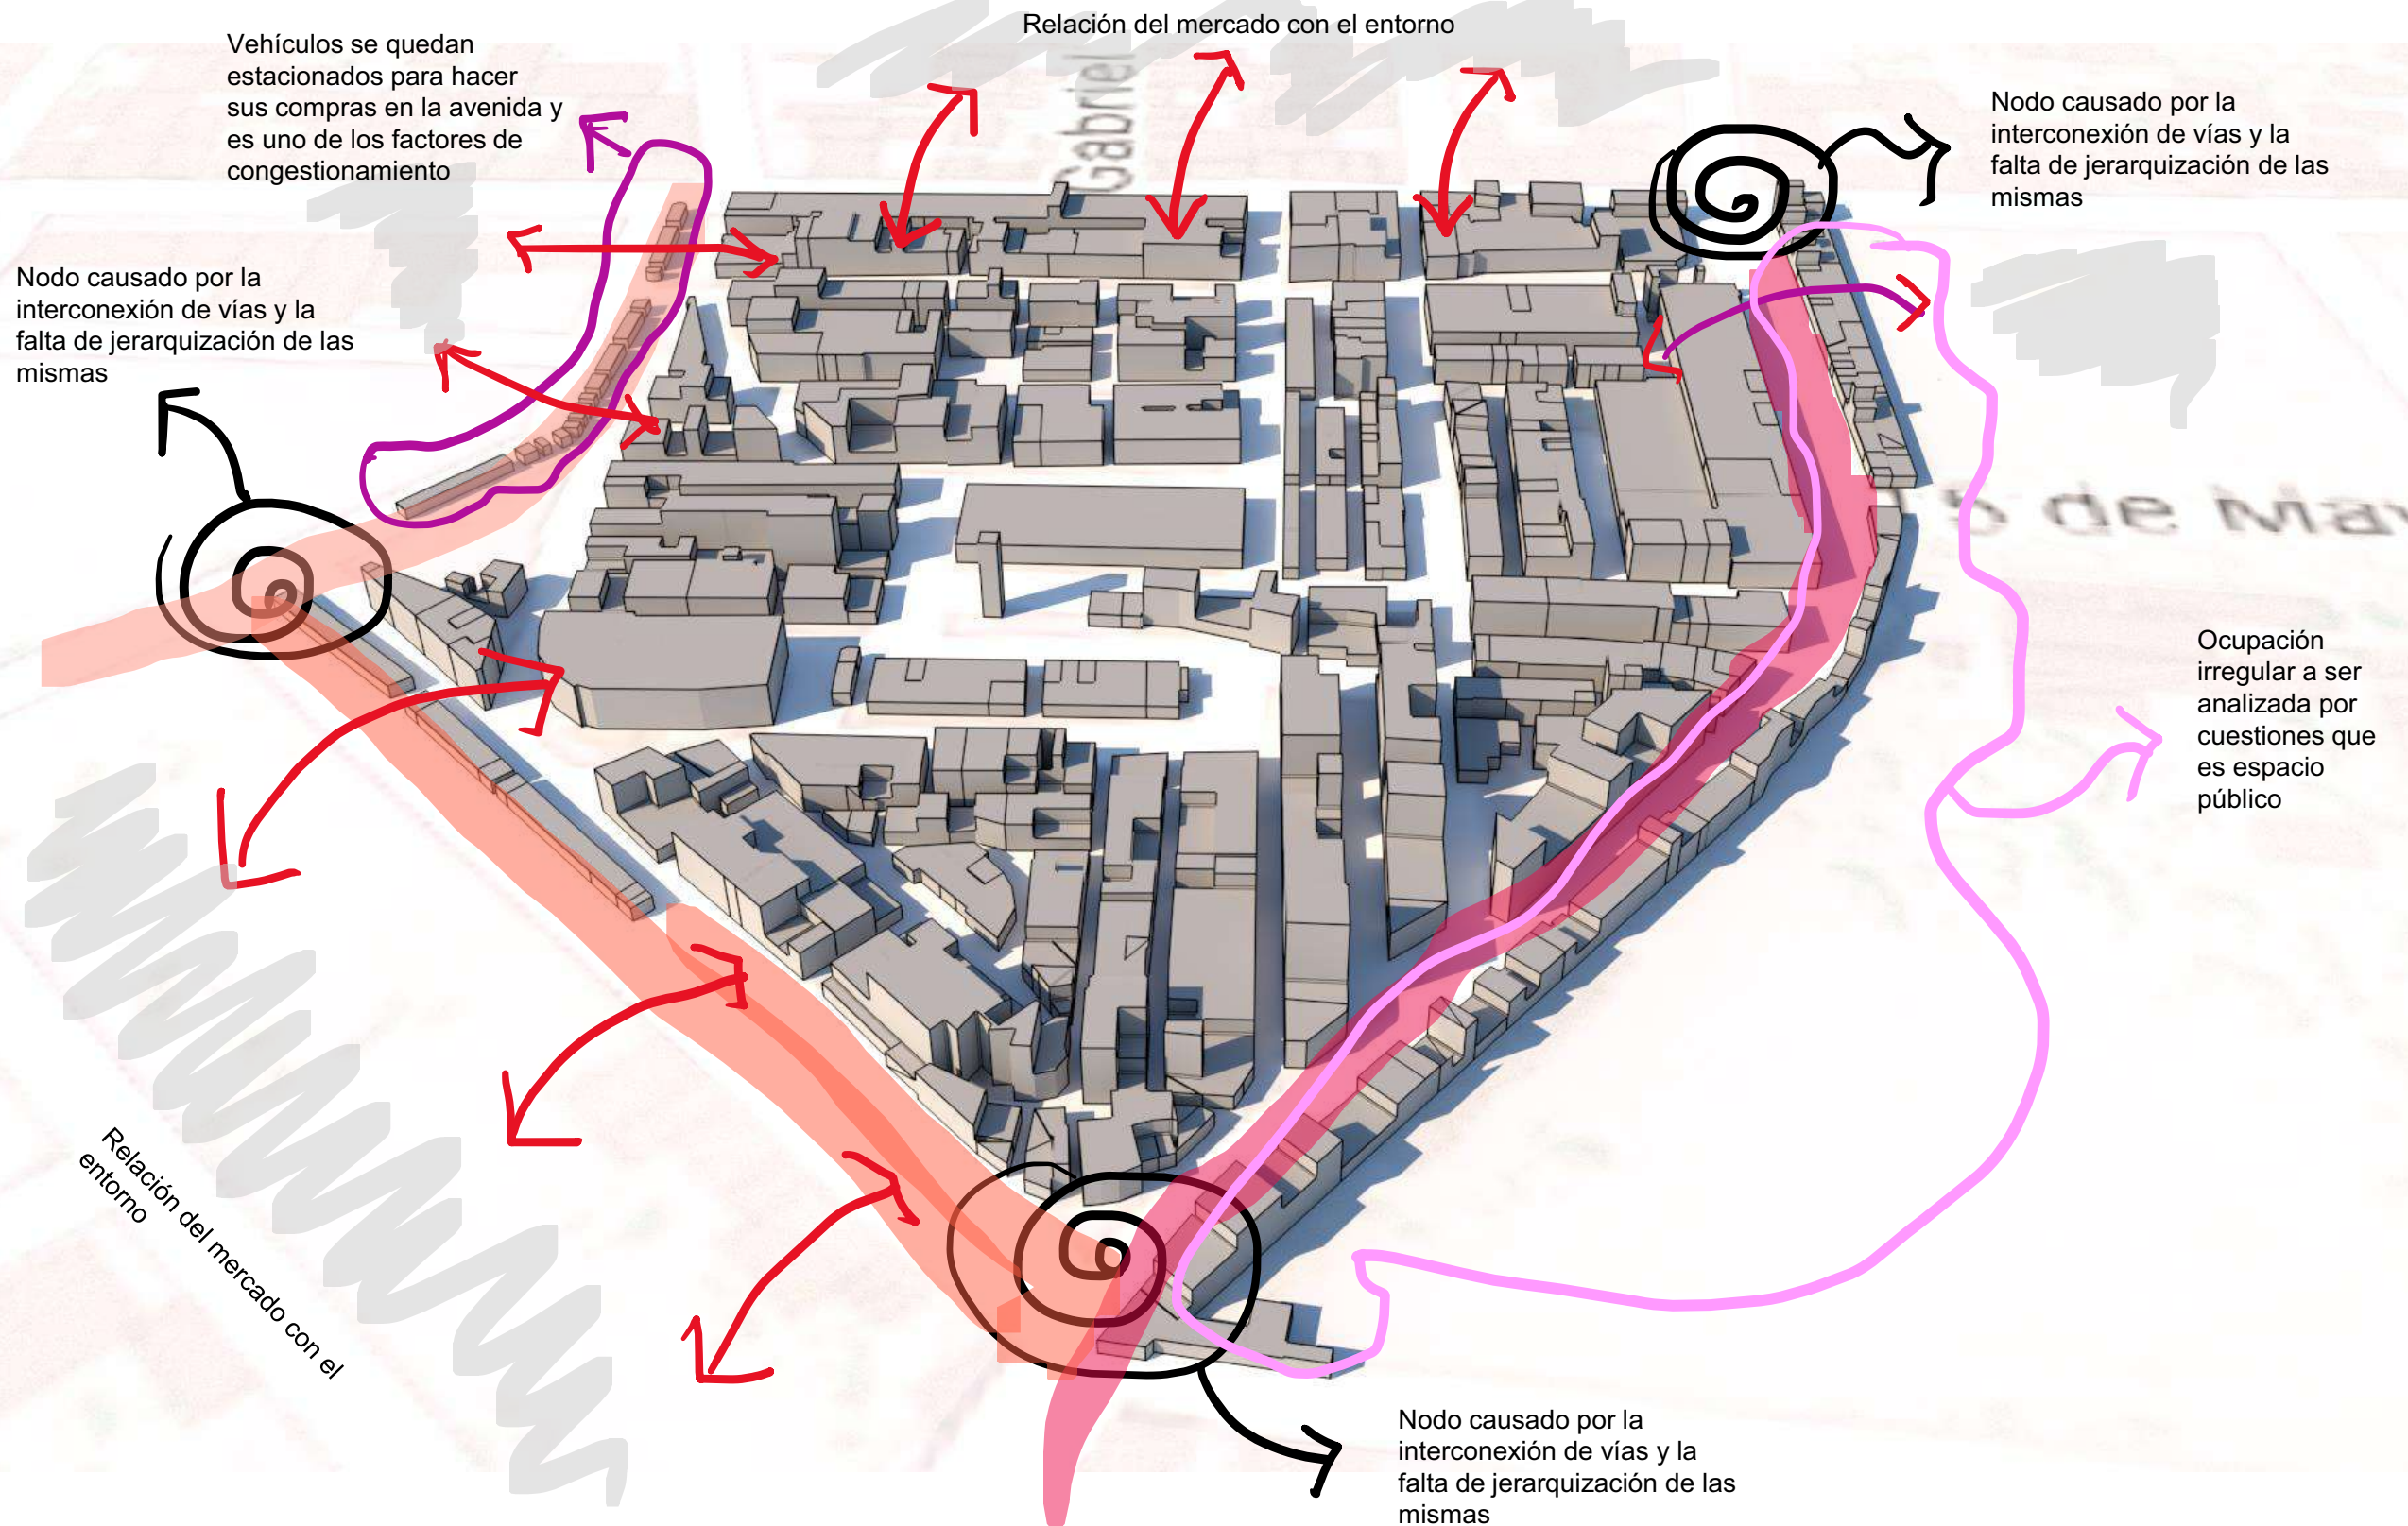 Relación del mercado con el entorno
Vehículos se quedan
estacionados para hacer
sus compras en la avenida y
es uno de los factores de
congestionamiento
Gabriel
Nodo causado por la
interconexión de vías y la
falta de jerarquización de las
mismas
Nodo causado por la
interconexión de vías y la
falta de jerarquización de las
mismas
5 de May
Ocupación
irregular a ser
analizada por
cuestiones que
es espacio
público
Relación del mercado con el
entorno
Nodo causado por la
interconexión de vías y la
falta de jerarquización de las
mismas